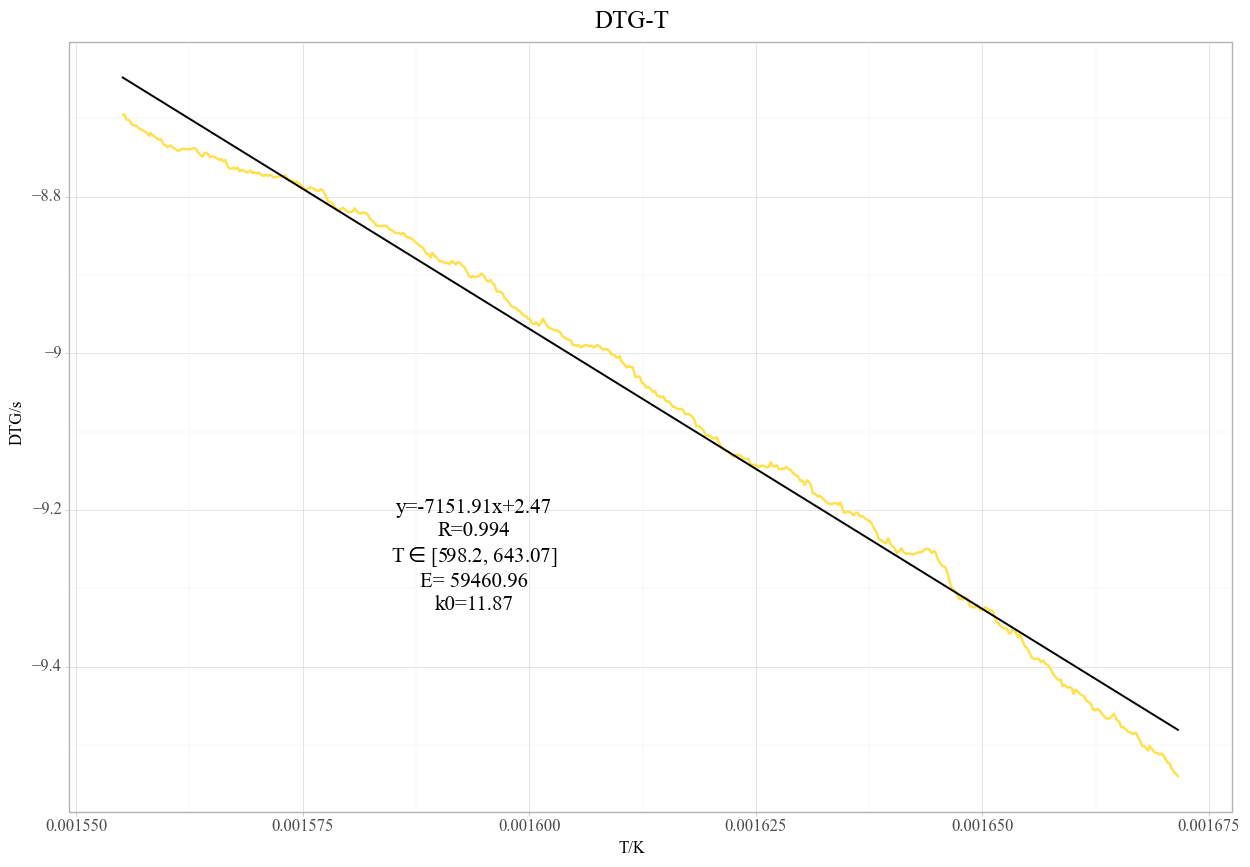 DTG-T
−8.8
−9
−9.2
−9.4
DTG/s
y=-7151.91x+2.47
R=0.994
T ∈ [598.2, 643.07]
E= 59460.96
k0=11.87
0.001550
0.001575
0.001600
0.001625
0.001650
0.001675
T/K